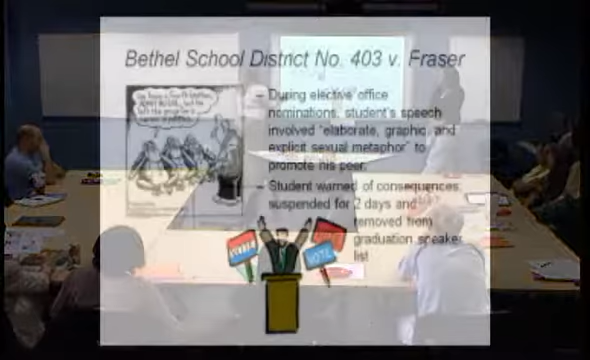 Bethel School District No. 403 v. Fraser
– During elective office
nominations, student's speech
involved "elaborate, graphic, and
explicit sexual metaphor" to
promote his peer.
– Student warned of consequences,
suspended for 2 days and
removed from
graduation speaker
list
VOTE